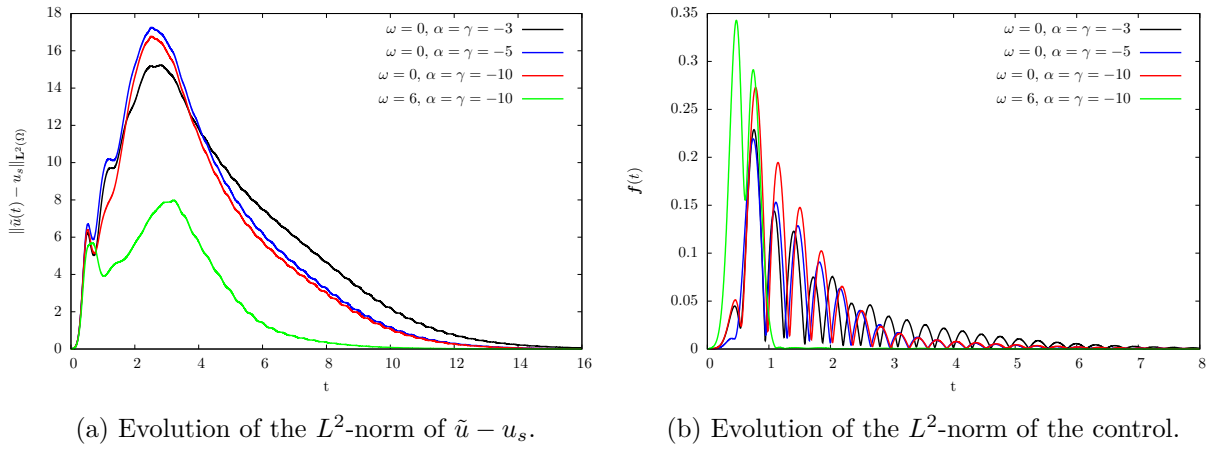 18
16
14
12
10
8
6
4
2
0
‖ũ(t) − u_s‖_{L²(Ω)}
0 2 4 6 8 10 12 14 16
t
ω = 0, α = γ = −3
ω = 0, α = γ = −5
ω = 0, α = γ = −10
ω = 6, α = γ = −10
(a) Evolution of the L²-norm of ũ − u_s.
0.35
0.3
0.25
0.2
0.15
0.1
0.05
0
f(t)
0 1 2 3 4 5 6 7 8
t
ω = 0, α = γ = −3
ω = 0, α = γ = −5
ω = 0, α = γ = −10
ω = 6, α = γ = −10
(b) Evolution of the L²-norm of the control.